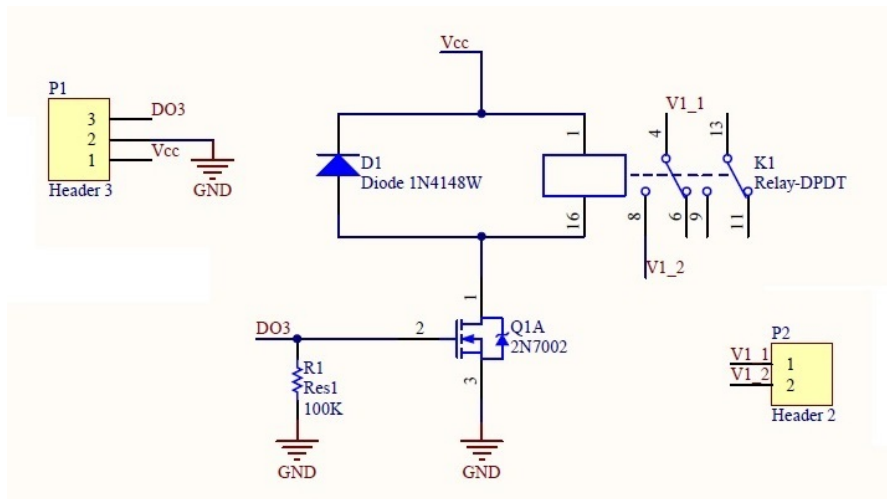 Vcc
P1
3
DO3
2
1
Vcc
Header 3
GND
D1
Diode 1N4148W
1
16
V1_1
4
13
K1
Relay-DPDT
8
6
9
11
V1_2
1
DO3
2
Q1A
2N7002
3
R1
Res1
100K
GND
GND
P2
V1_1
1
V1_2
2
Header 2